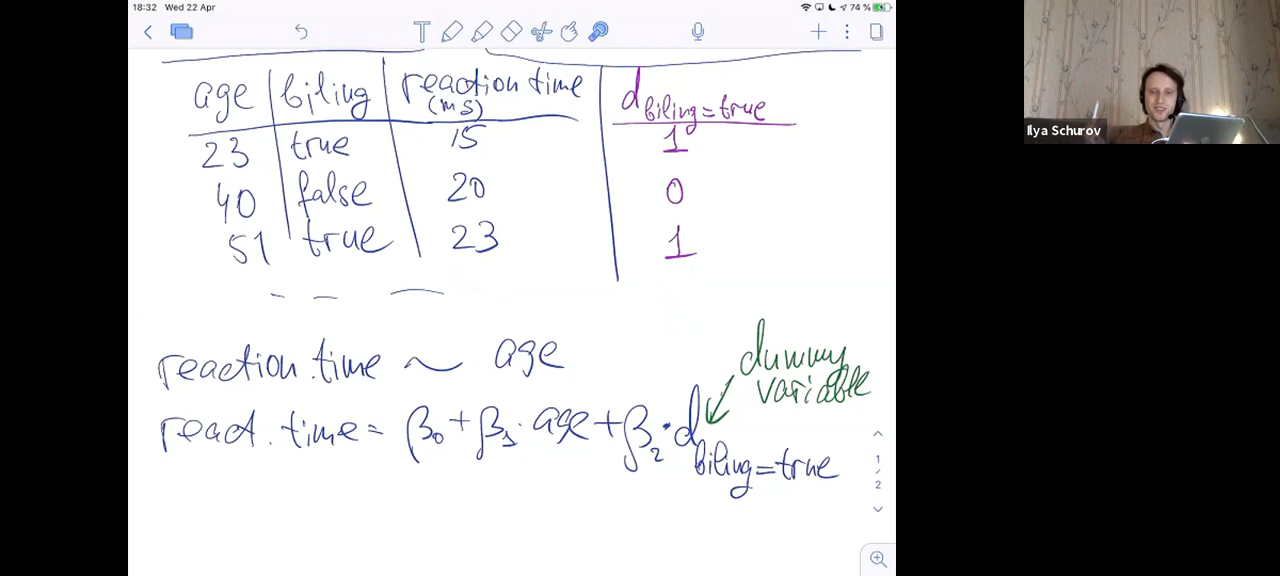 18:32 Wed 22 Apr
74 %
T
Ilya Schurov
age biling reaction time (ms) d biling=true
23 true 15 1
40 false 20 0
51 true 23 1
reaction.time ~ age
dummy variable
react.time = β₀ + β₁ · age + β₂ · d biling=true
1 / 2